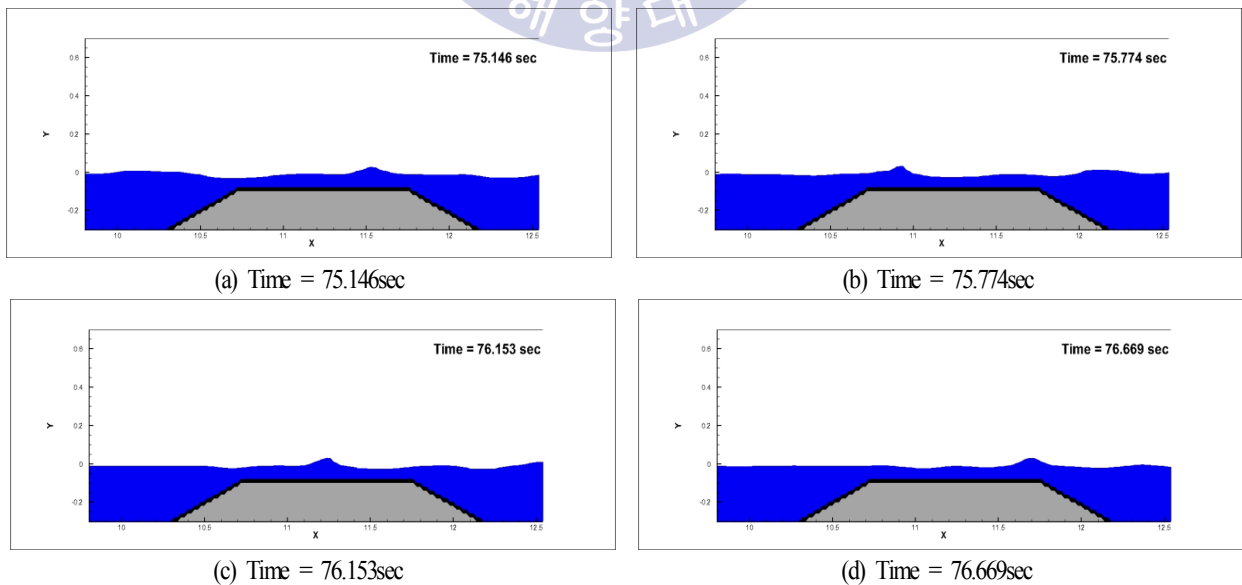 해양대
Time = 75.146 sec
0.6
0.4
0.2
0
-0.2
Y
10 10.5 11 11.5 12 12.5
X
(a) Time = 75.146sec
Time = 75.774 sec
0.6
0.4
0.2
0
-0.2
Y
10 10.5 11 11.5 12 12.5
X
(b) Time = 75.774sec
Time = 76.153 sec
0.6
0.4
0.2
0
-0.2
Y
10 10.5 11 11.5 12 12.5
X
(c) Time = 76.153sec
Time = 76.669 sec
0.6
0.4
0.2
0
-0.2
Y
10 10.5 11 11.5 12 12.5
X
(d) Time = 76.669sec